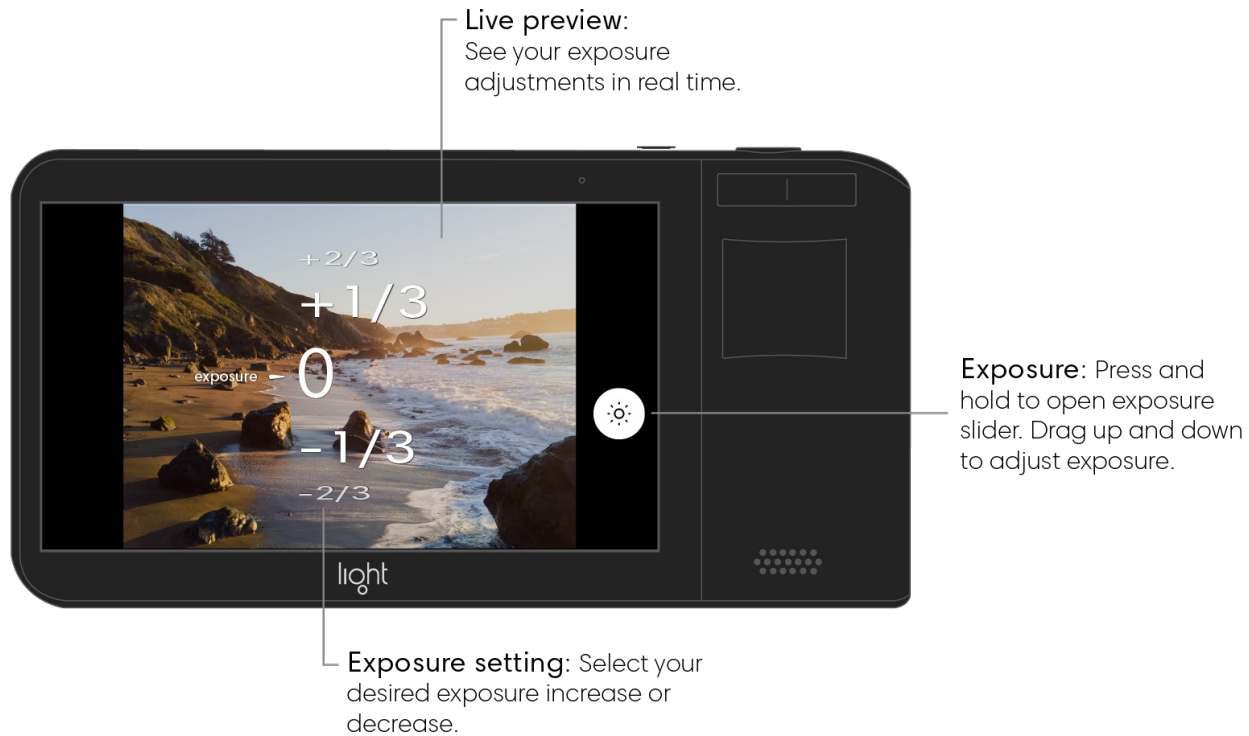 Live preview:
See your exposure
adjustments in real time.
+2/3
+1/3
exposure
0
-1/3
-2/3
light
Exposure: Press and
hold to open exposure
slider. Drag up and down
to adjust exposure.
Exposure setting: Select your
desired exposure increase or
decrease.